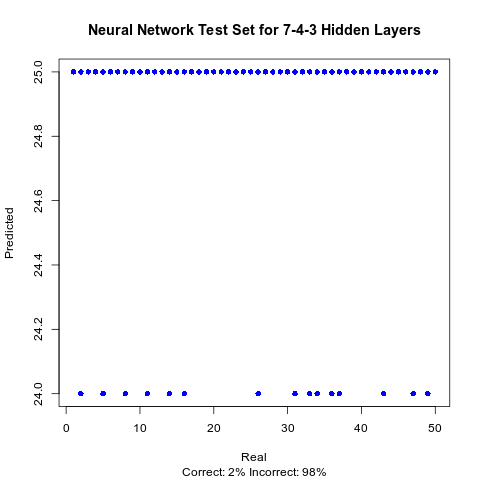 Neural Network Test Set for 7-4-3 Hidden Layers
25.0
24.8
24.6
24.4
24.2
24.0
Predicted
0 10 20 30 40 50
Real
Correct: 2% Incorrect: 98%